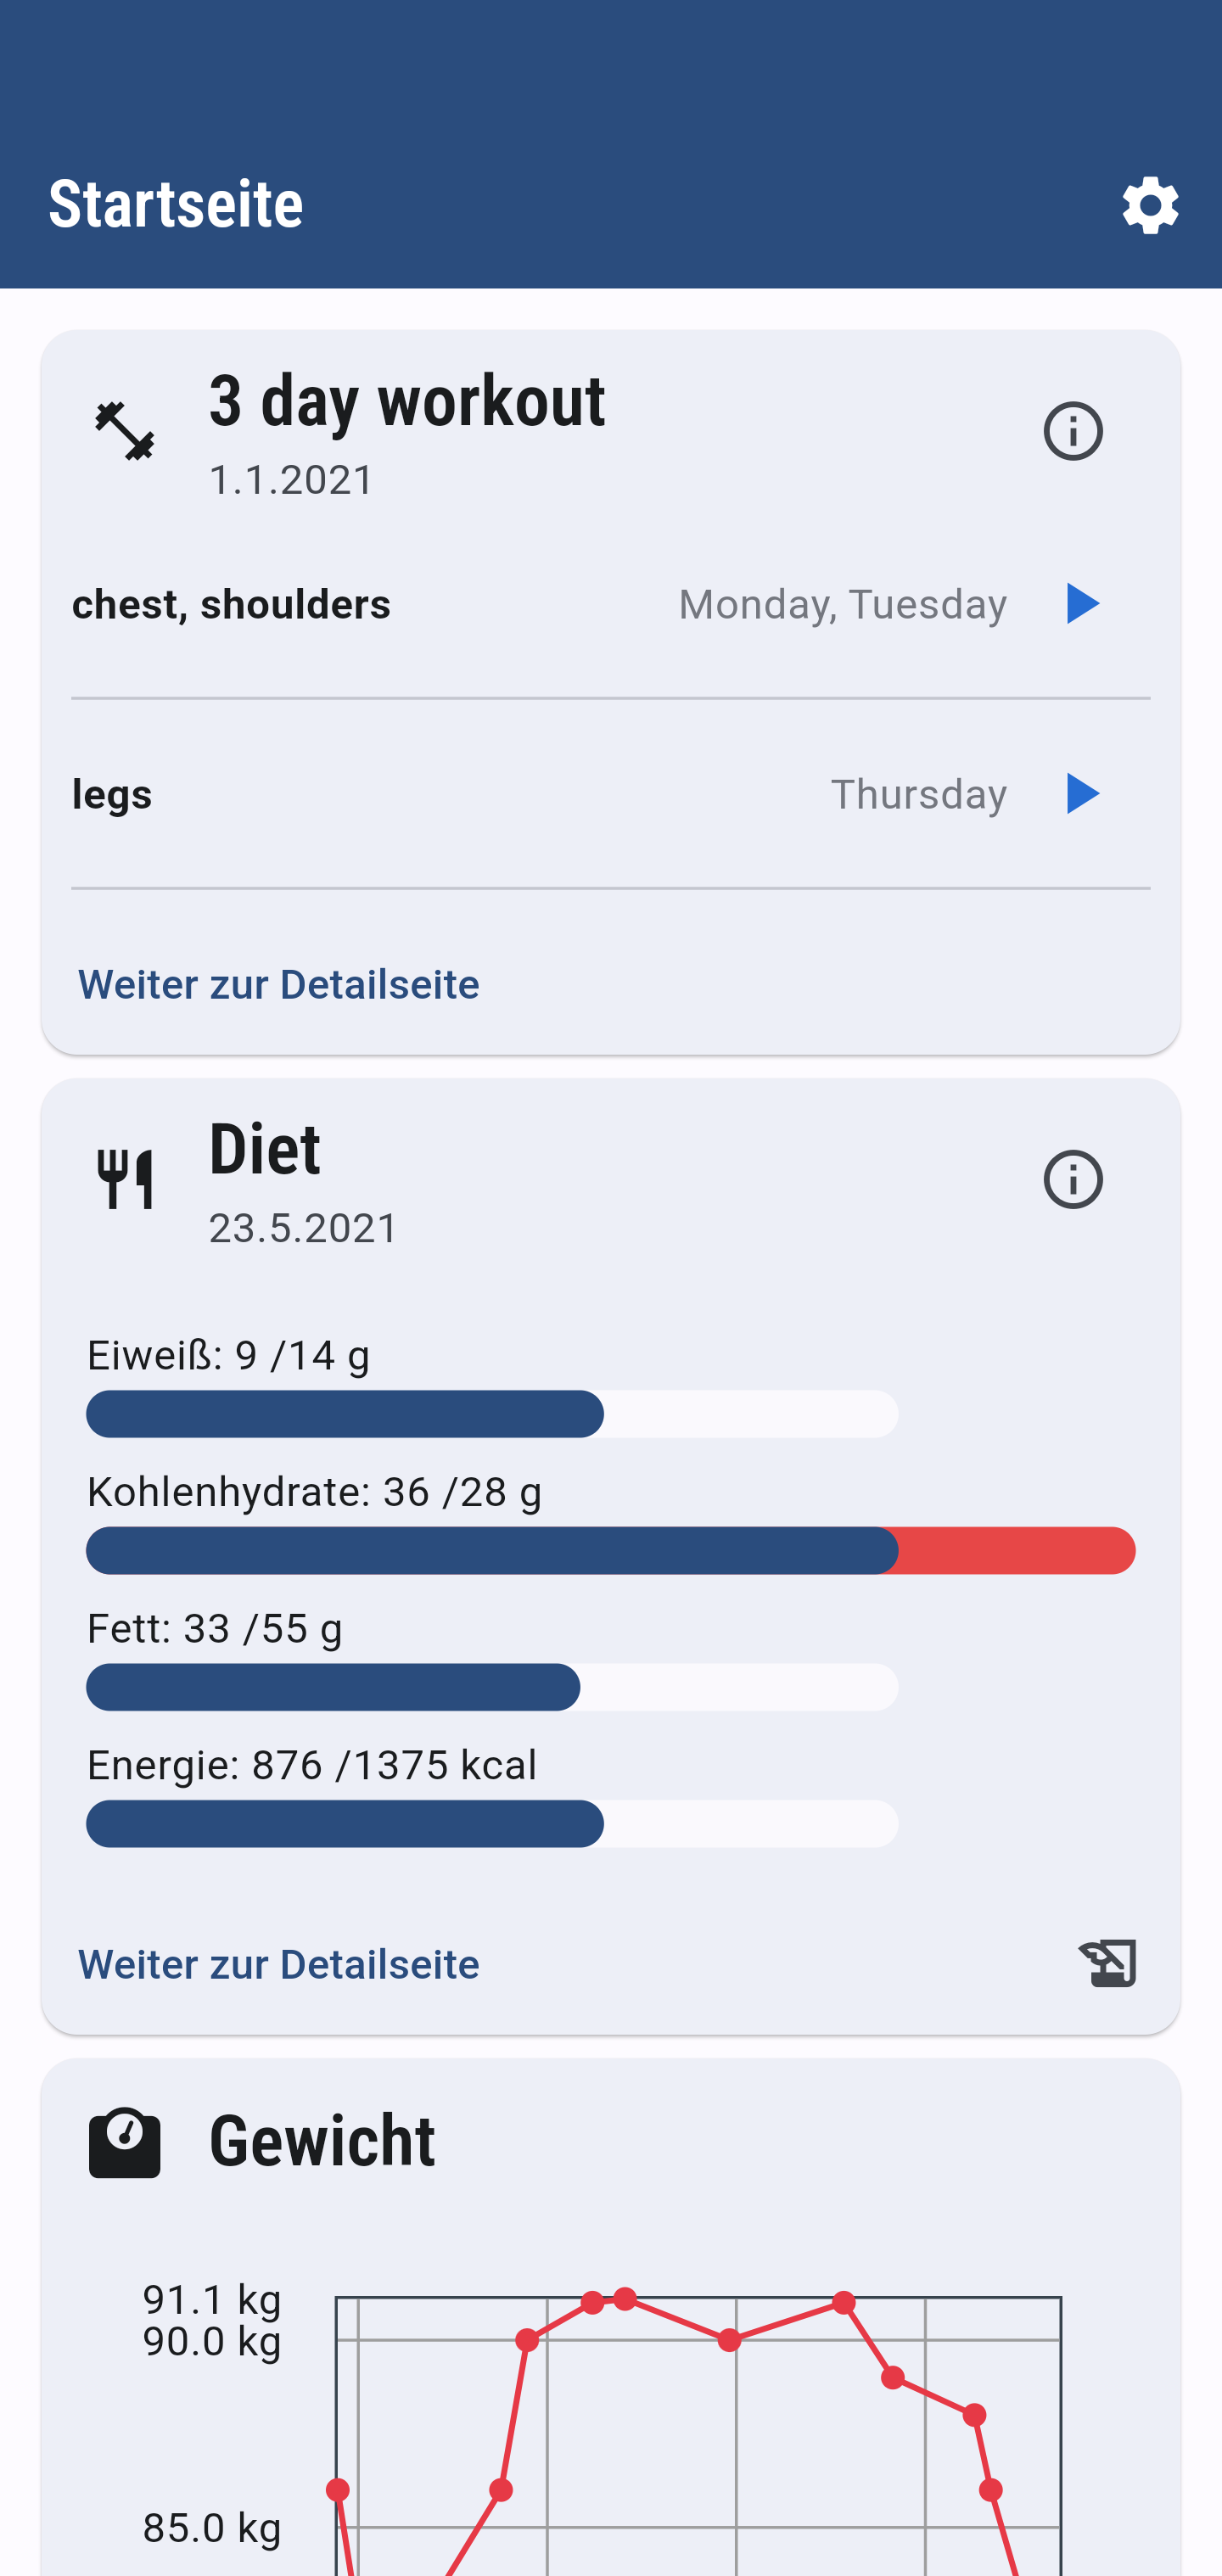 Startseite
3 day workout
1.1.2021
chest, shoulders Monday, Tuesday
legs Thursday
Weiter zur Detailseite
Diet
23.5.2021
Eiweiß: 9 /14 g
Kohlenhydrate: 36 /28 g
Fett: 33 /55 g
Energie: 876 /1375 kcal
Weiter zur Detailseite
Gewicht
91.1 kg
90.0 kg
85.0 kg